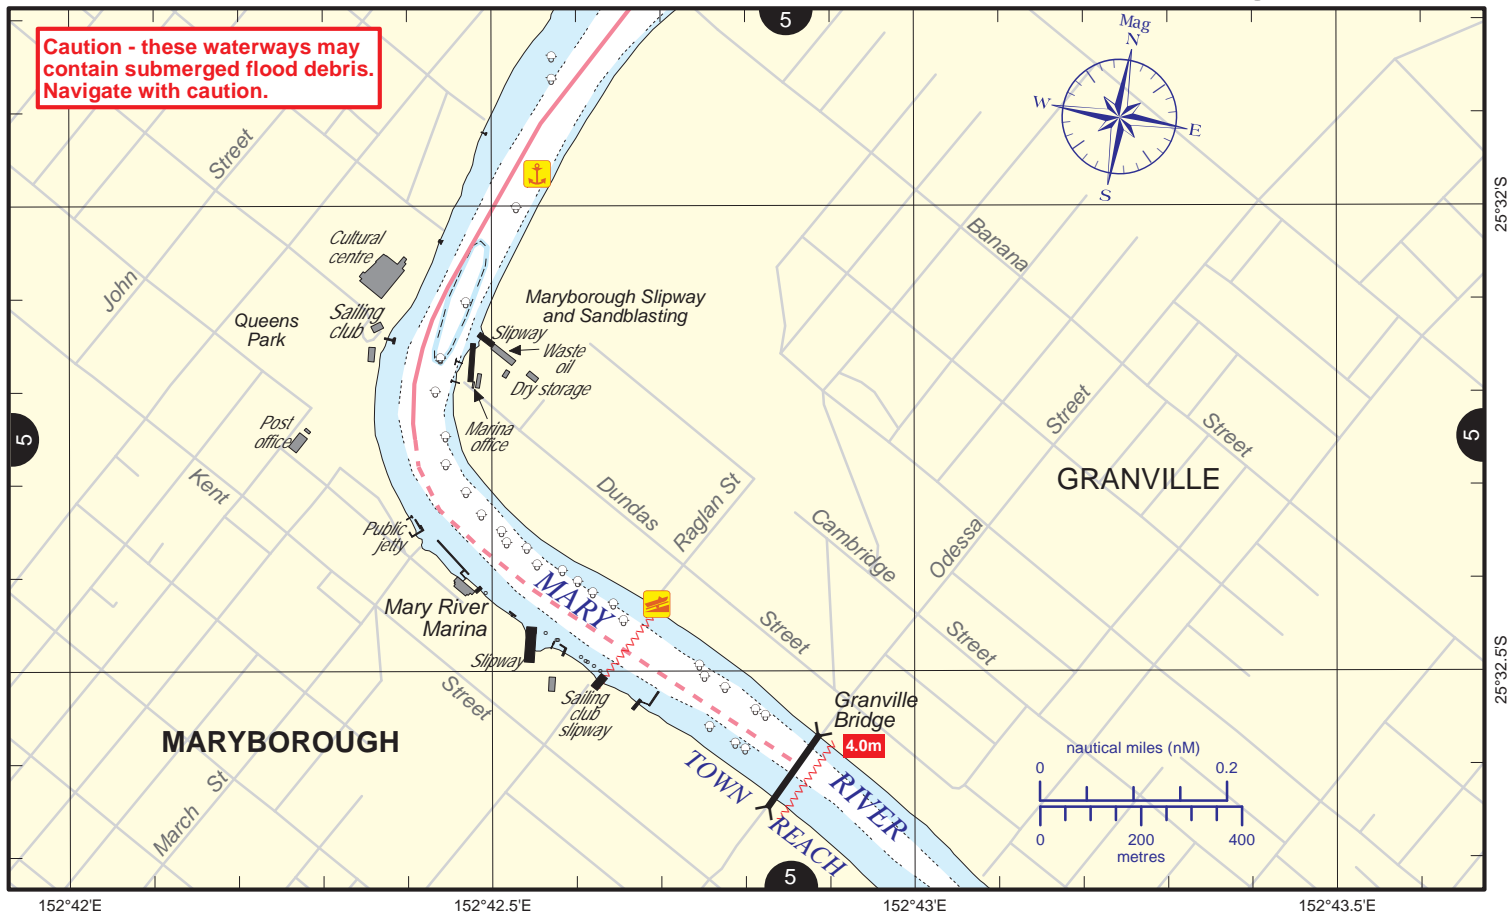 5
Caution - these waterways may
contain submerged flood debris.
Navigate with caution.
Mag
N
W
E
S
25°32'S
Street
John
Banana
Cultural
centre
Sailing
club
Queens
Park
Maryborough Slipway
and Sandblasting
Slipway
Waste
oil
Dry storage
Marina
office
Post
office
5
5
Street
Street
GRANVILLE
Kent
Dundas
Raglan St
Cambridge
Odessa
Public
jetty
MARY
Mary River
Marina
Street
Street
Slipway
25°32.5'S
Street
Sailing
club
slipway
Granville
Bridge
4.0m
MARYBOROUGH
March St
TOWN
REACH
RIVER
nautical miles (nM)
0 0.2
0 200 400
metres
5
152°42'E
152°42.5'E
152°43'E
152°43.5'E